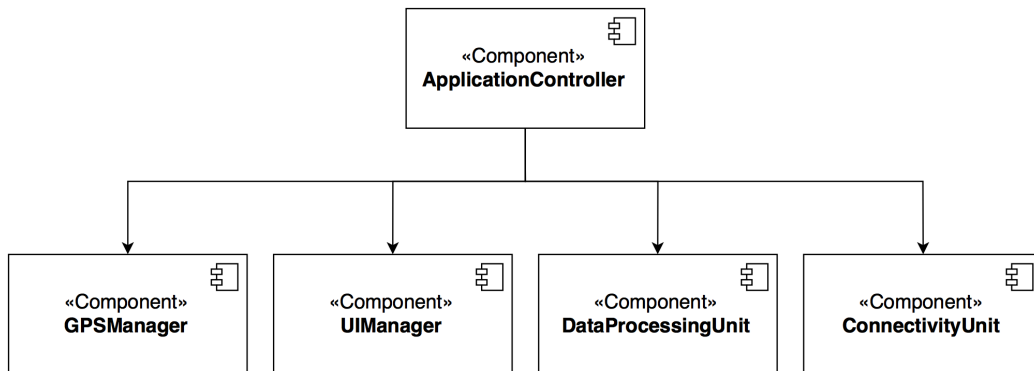 «Component»
ApplicationController
«Component»
GPSManager
«Component»
UIManager
«Component»
DataProcessingUnit
«Component»
ConnectivityUnit